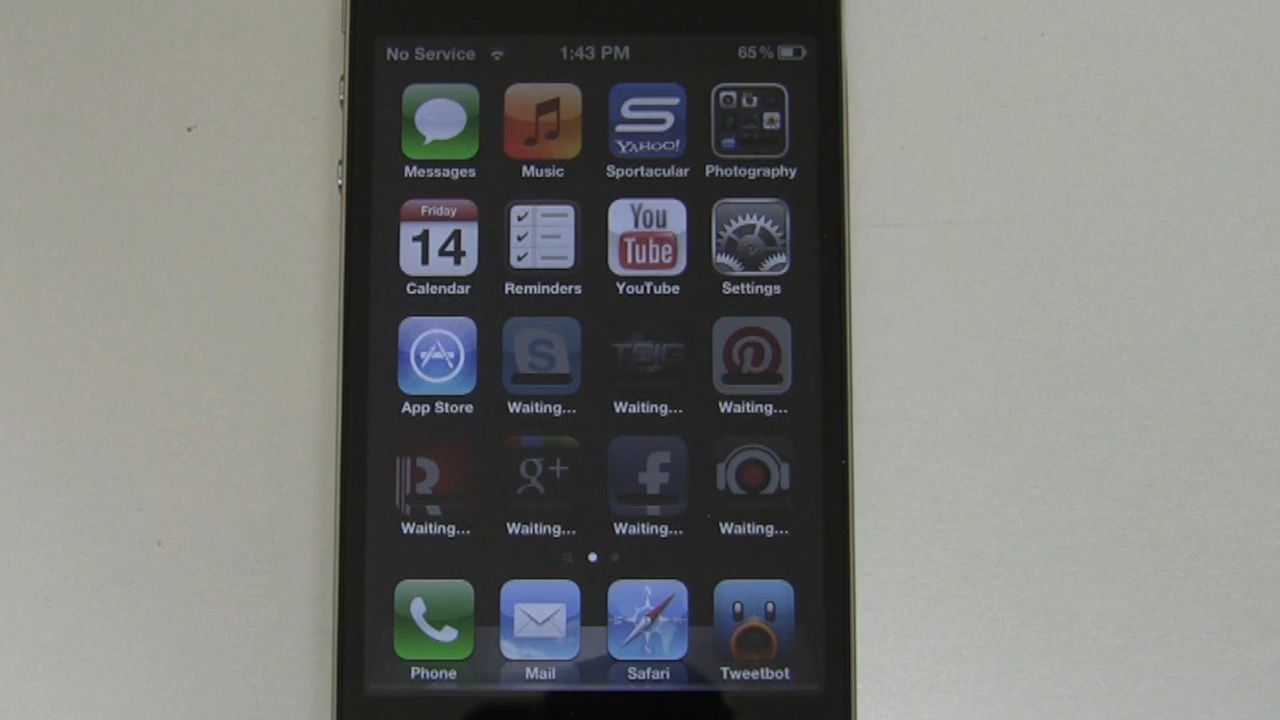 No Service 1:43 PM 65%
S
YAHOO!
Messages Music Sportacular Photography
Friday
14
You
Tube
Calendar Reminders YouTube Settings
S
App Store Waiting... Waiting... Waiting...
R g+ f
Waiting... Waiting... Waiting... Waiting...
Phone Mail Safari Tweetbot